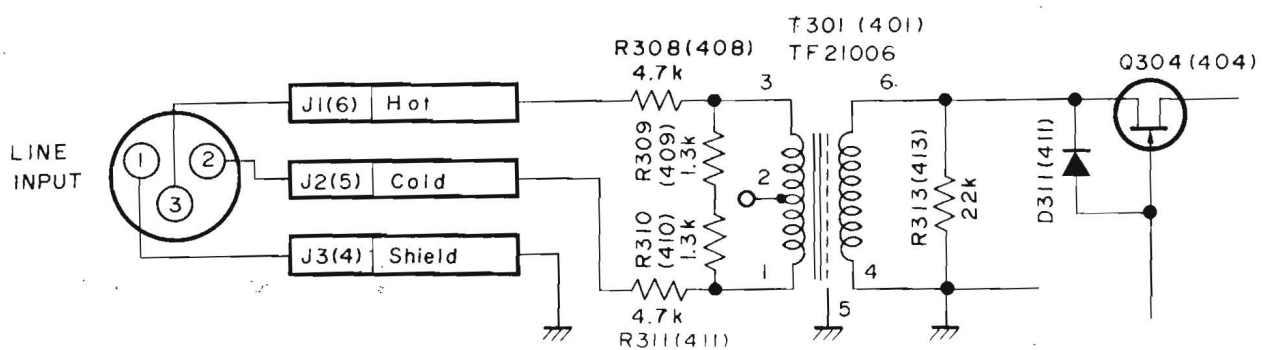 LINE
INPUT
1
2
3
J1(6) Hot
J2(5) Cold
J3(4) Shield
R308(408)
4.7k
R309
(409)
1.3k
R310
(410)
1.3k
4.7k
R311(411)
T301(401)
TF21006
3
2
1
6
4
5
R313(413)
22k
D311(411)
Q304(404)